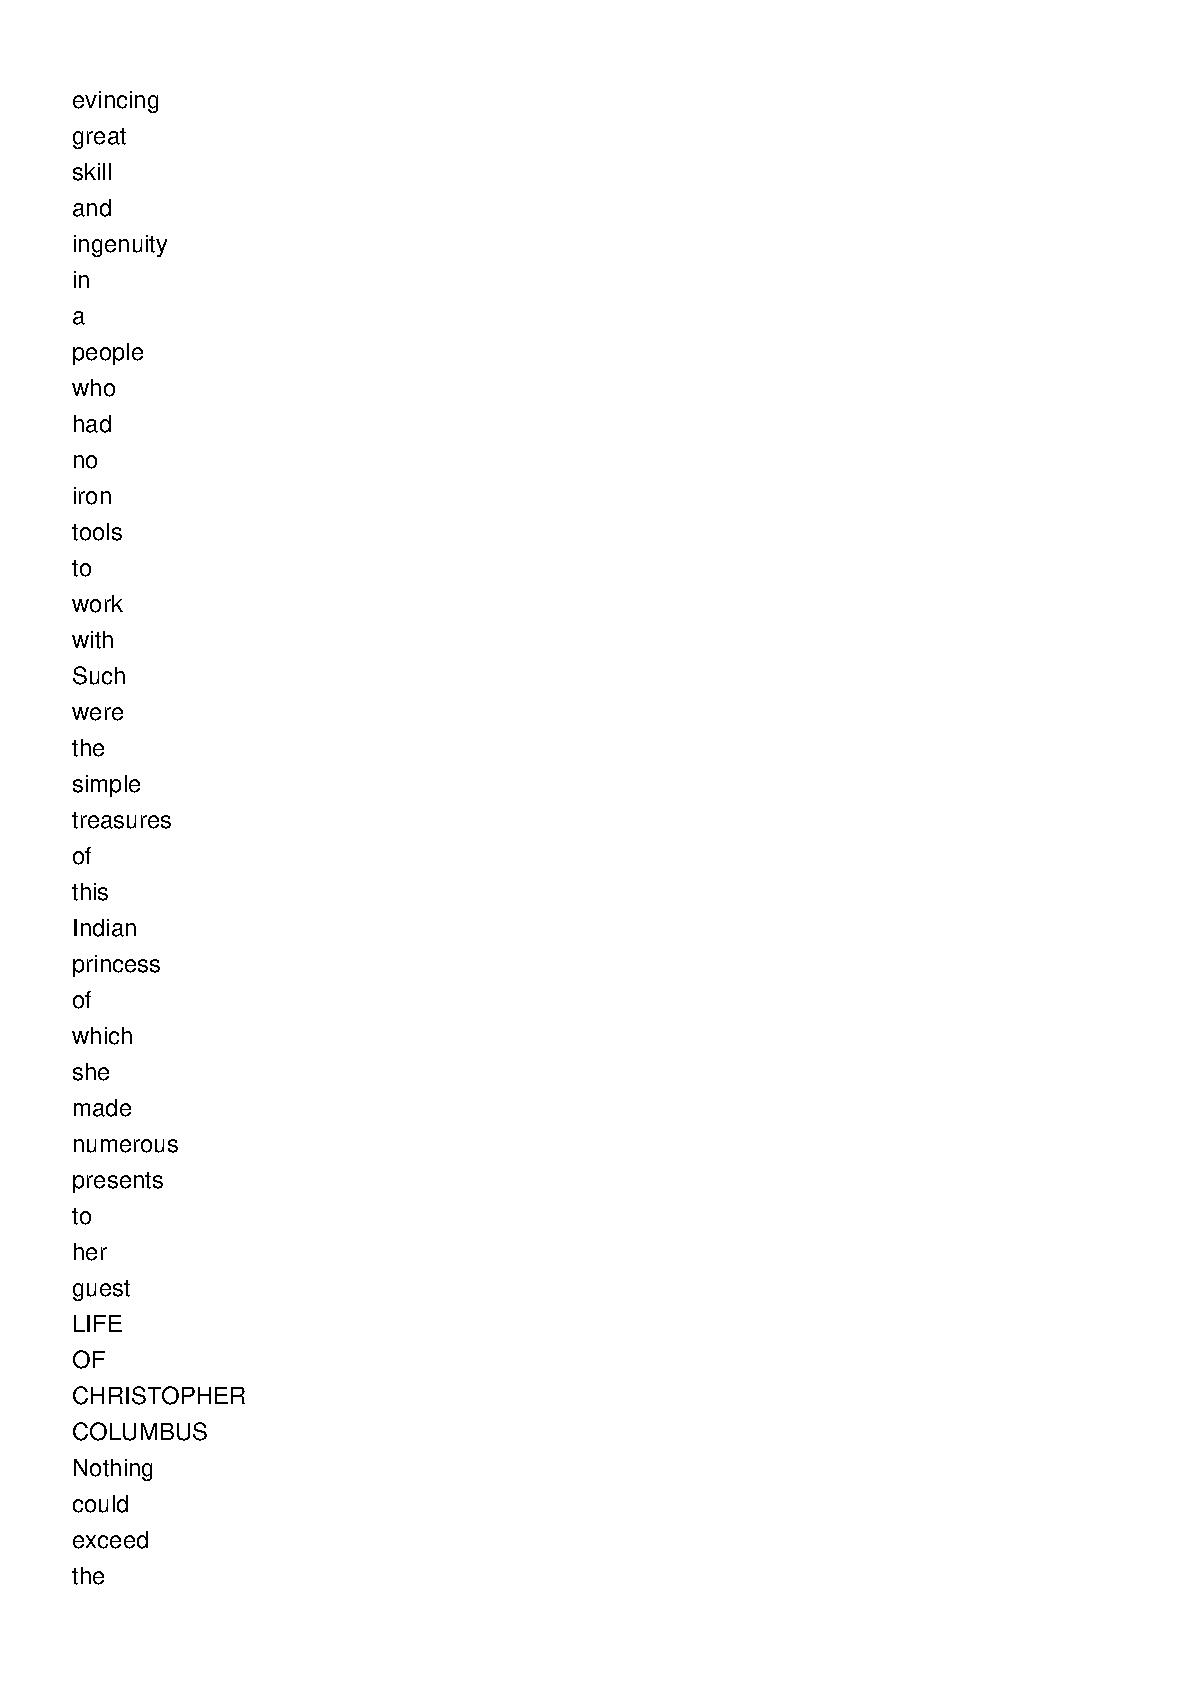 evincing
great
skill
and
ingenuity
in
a
people
who
had
no
iron
tools
to
work
with
Such
were
the
simple
treasures
of
this
Indian
princess
of
which
she
made
numerous
presents
to
her
guest
LIFE
OF
CHRISTOPHER
COLUMBUS
Nothing
could
exceed
the